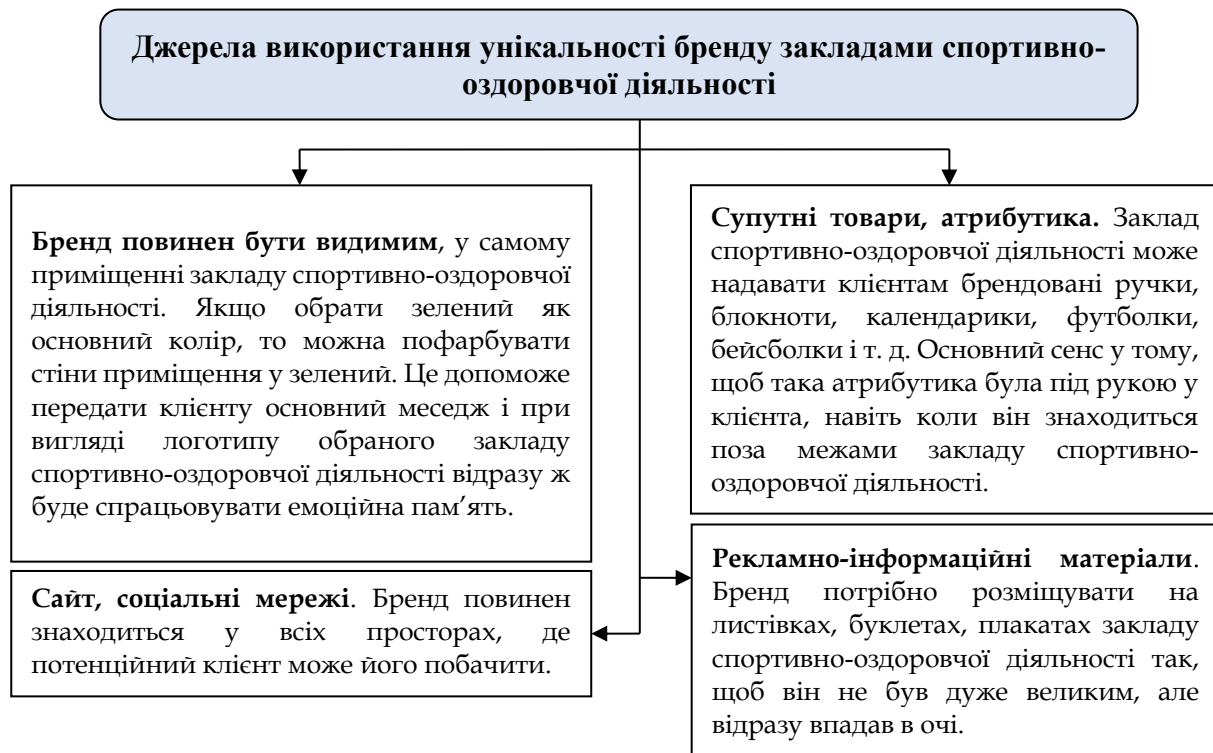 Джерела використання унікальності бренду закладами спортивно-
оздоровчої діяльності
Бренд повинен бути видимим, у самому
приміщенні закладу спортивно-оздоровчої
діяльності. Якщо обрати зелений як
основний колір, то можна пофарбувати
стіни приміщення у зелений. Це допоможе
передати клієнту основний меседж і при
вигляді логотипу обраного закладу
спортивно-оздоровчої діяльності відразу ж
буде спрацьовувати емоційна пам’ять.
Супутні товари, атрибутика. Заклад
спортивно-оздоровчої діяльності може
надавати клієнтам брендовані ручки,
блокноти, календарики, футболки,
бейсболки і т. д. Основний сенс у тому,
щоб така атрибутика була під рукою у
клієнта, навіть коли він знаходиться
поза межами закладу спортивно-
оздоровчої діяльності.
Сайт, соціальні мережі. Бренд повинен
знаходиться у всіх просторах, де
потенційний клієнт може його побачити.
Рекламно-інформаційні матеріали.
Бренд потрібно розміщувати на
листівках, буклетах, плакатах закладу
спортивно-оздоровчої діяльності так,
щоб він не був дуже великим, але
відразу впадав в очі.